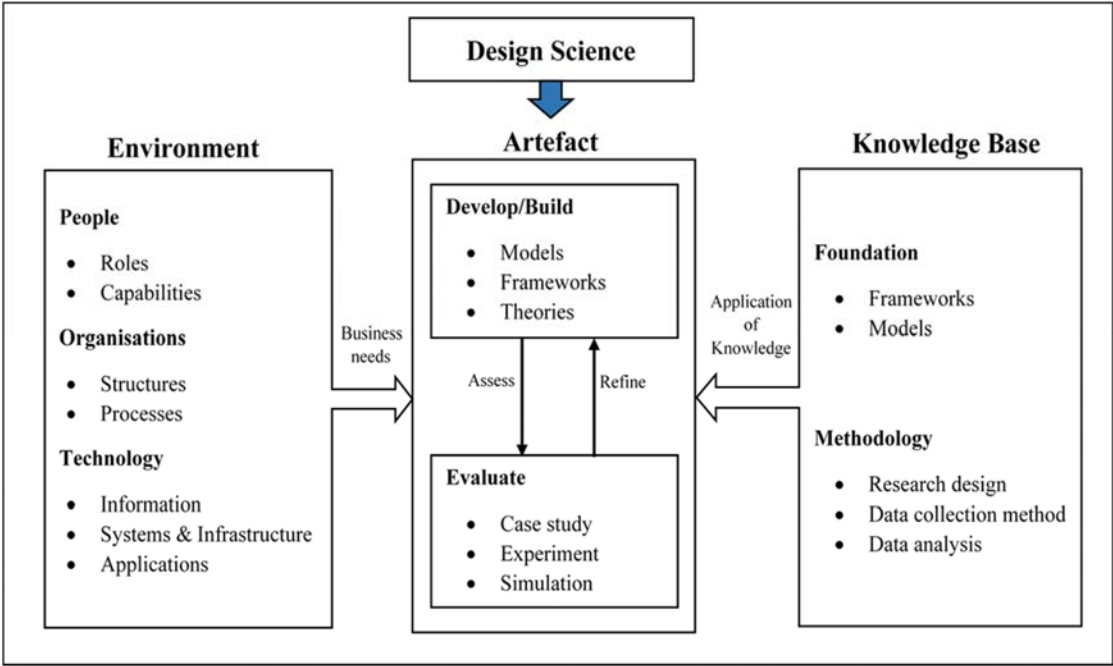 Design Science
Environment
People
• Roles
• Capabilities
Organisations
• Structures
• Processes
Technology
• Information
• Systems & Infrastructure
• Applications
Business
needs
Artefact
Develop/Build
• Models
• Frameworks
• Theories
Assess
Refine
Evaluate
• Case study
• Experiment
• Simulation
Application
of
Knowledge
Knowledge Base
Foundation
• Frameworks
• Models
Methodology
• Research design
• Data collection method
• Data analysis